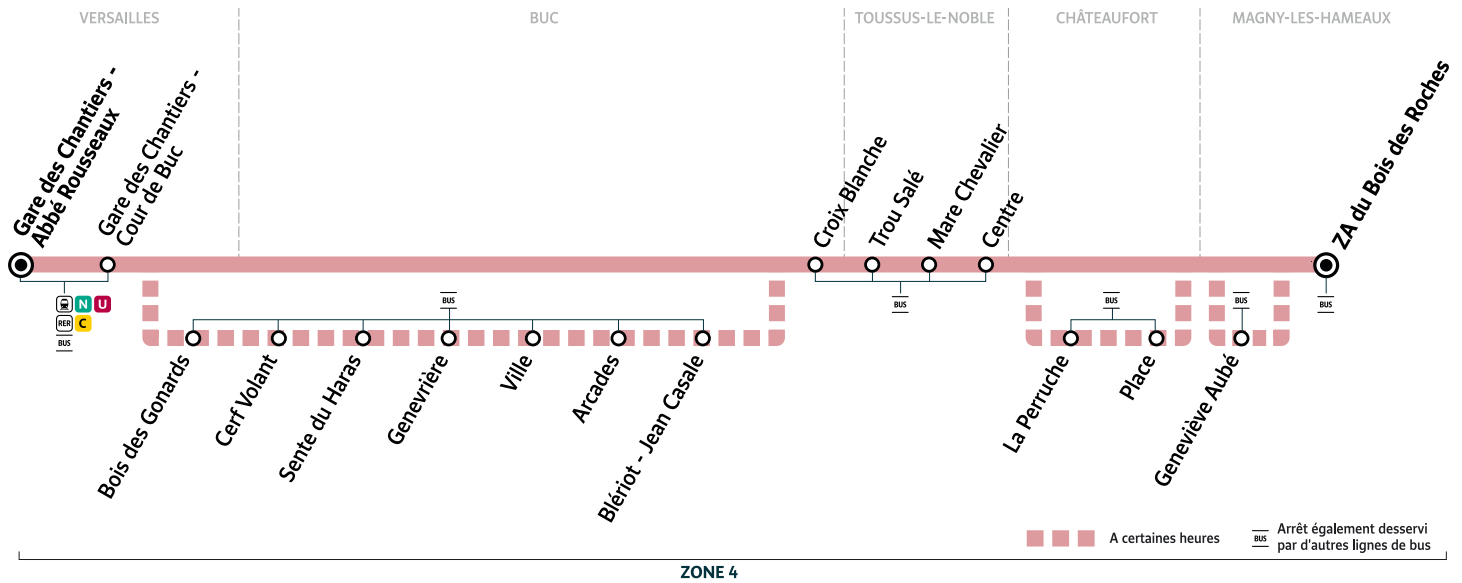 VERSAILLES
BUC
TOUSSUS-LE-NOBLE
CHÂTEAUFORT
MAGNY-LES-HAMEAUX
Gare des Chantiers -
Abbé Rousseaux
Gare des Chantiers -
Cour de Buc
Croix Blanche
Trou Salé
Mare Chevalier
Centre
ZA du Bois des Roches
N U
RER C
BUS
BUS
BUS
BUS
BUS
BUS
Bois des Gonards
Cerf Volant
Sente du Haras
Genevrière
Ville
Arcades
Blériot - Jean Casale
La Perruche
Place
Geneviève Aubé
A certaines heures
BUS
Arrêt également desservi
par d'autres lignes de bus
ZONE 4